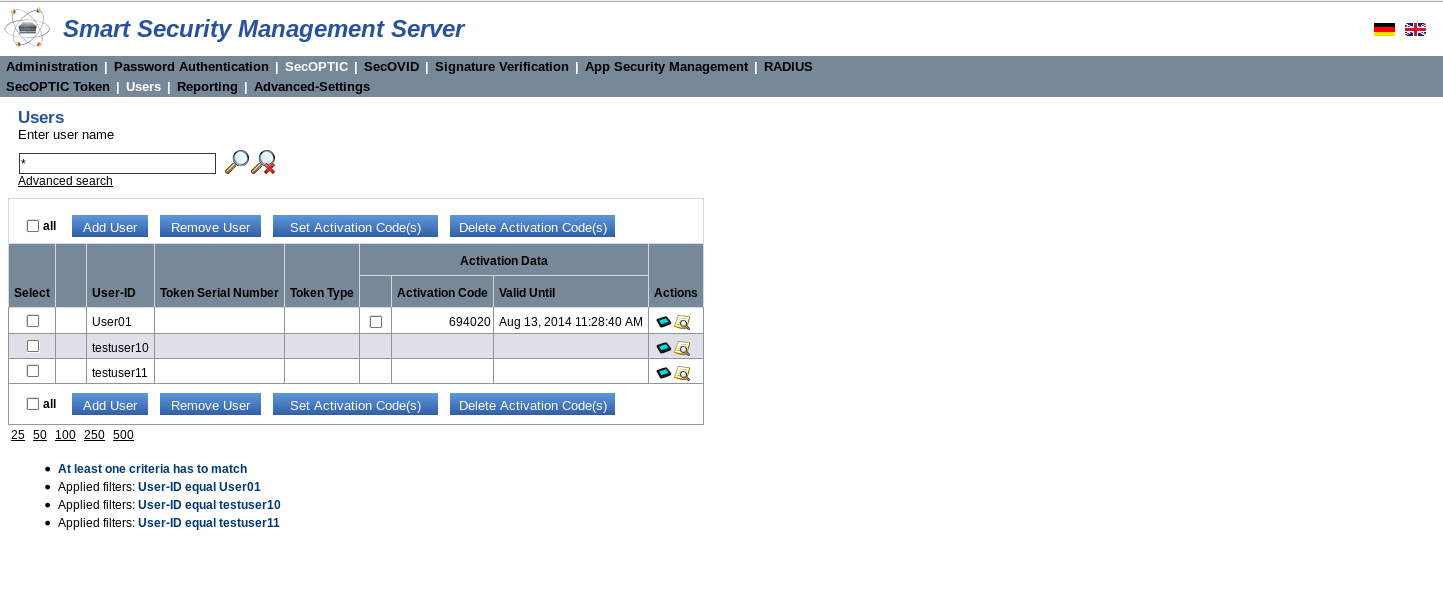 Smart Security Management Server
Administration | Password Authentication | SecOPTIC | SecOVID | Signature Verification | App Security Management | RADIUS
SecOPTIC Token | Users | Reporting | Advanced-Settings
Users
Enter user name
*
Advanced search
all Add User Remove User Set Activation Code(s) Delete Activation Code(s)
Activation Data
Select User-ID Token Serial Number Token Type Activation Code Valid Until Actions
User01 694020 Aug 13, 2014 11:28:40 AM
testuser10
testuser11
all Add User Remove User Set Activation Code(s) Delete Activation Code(s)
25 50 100 250 500
At least one criteria has to match
Applied filters: User-ID equal User01
Applied filters: User-ID equal testuser10
Applied filters: User-ID equal testuser11